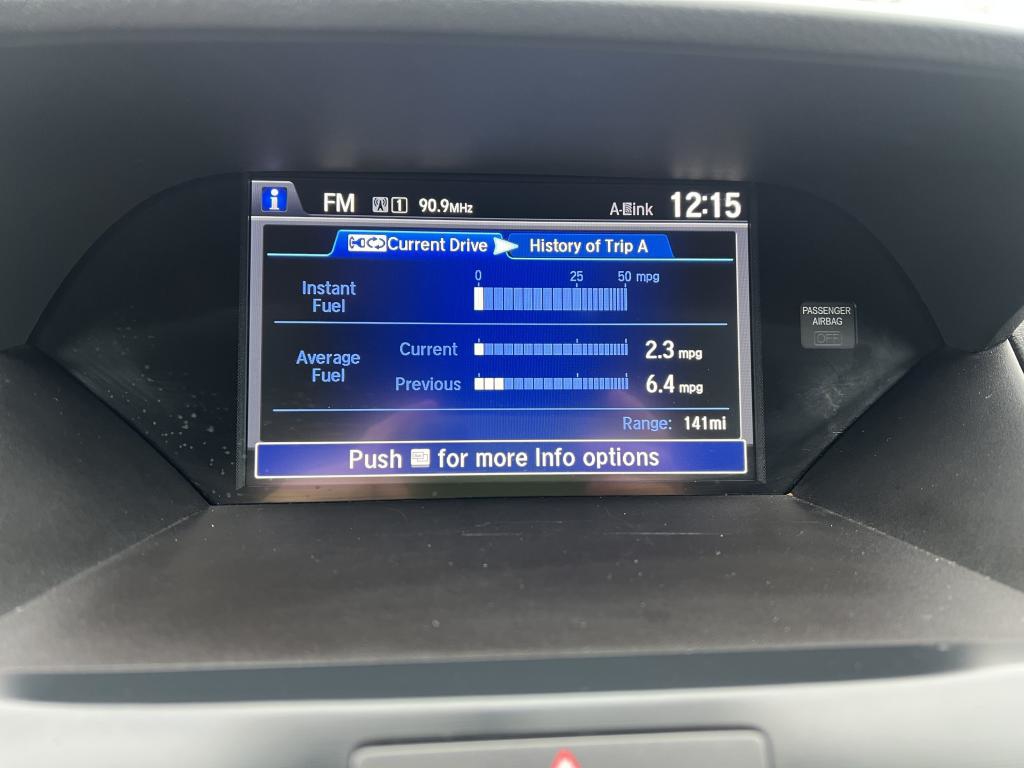 i FM 1 90.9MHz A-Link 12:15
Current Drive History of Trip A
0 25 50 mpg
Instant
Fuel
Average
Fuel
Current 2.3 mpg
Previous 6.4 mpg
Range: 141mi
Push for more Info options
PASSENGER
AIRBAG
OFF